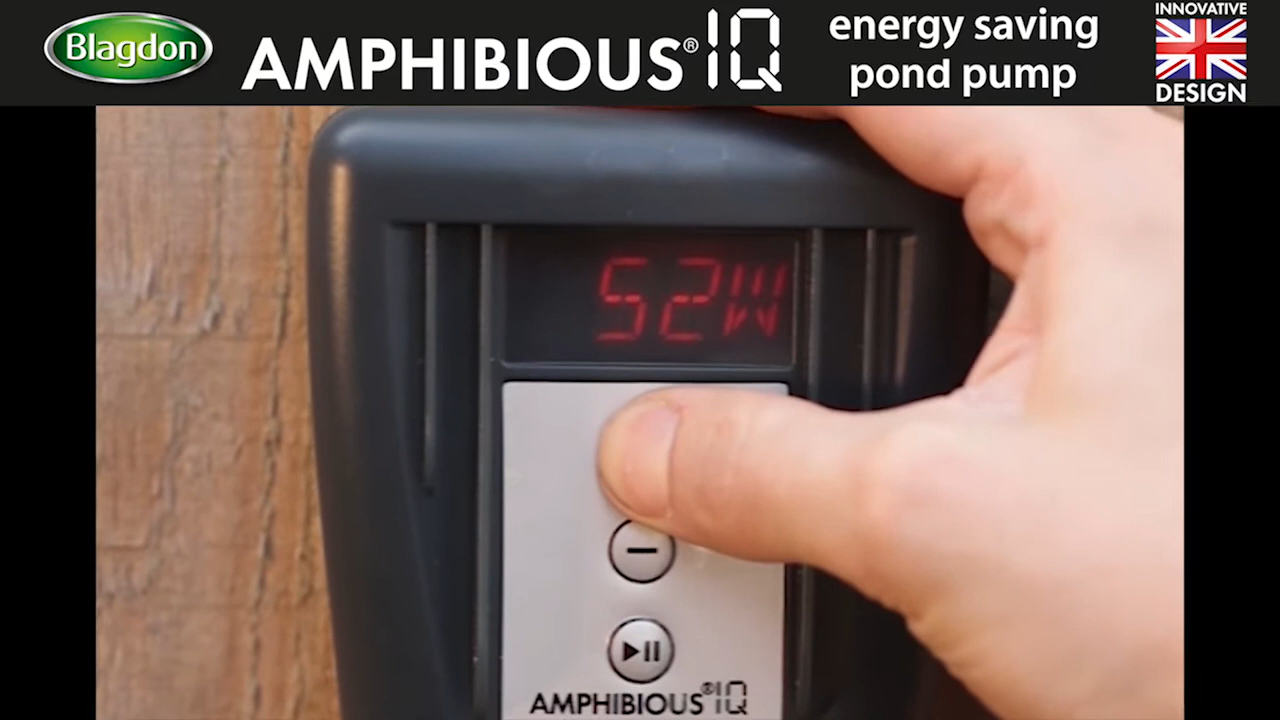 Blagdon
AMPHIBIOUS® IQ
energy saving
pond pump
INNOVATIVE
DESIGN
52W
AMPHIBIOUS® IQ